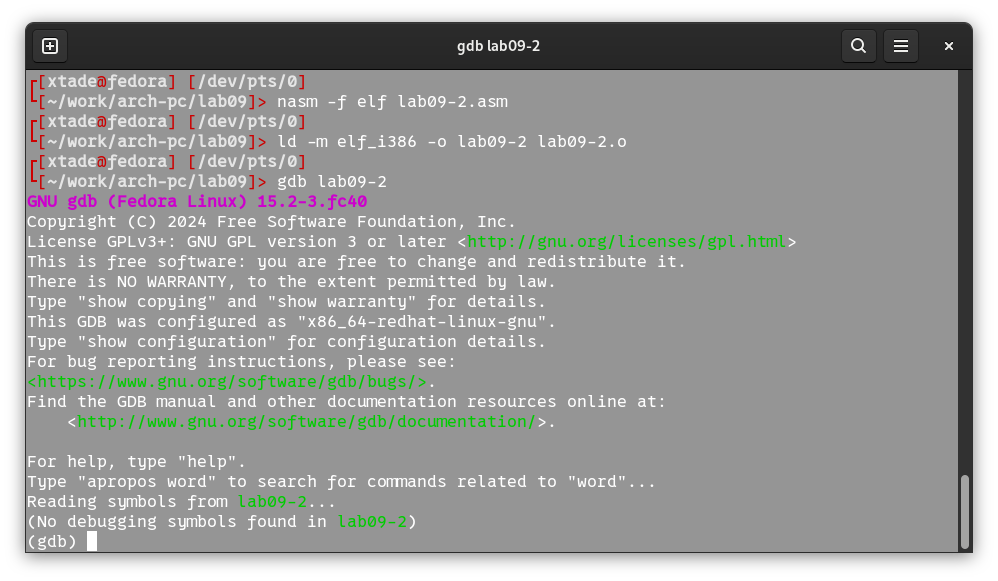 gdb lab09-2
[xtade@fedora] [/dev/pts/0]
[~/work/arch-pc/lab09]> nasm -f elf lab09-2.asm
[xtade@fedora] [/dev/pts/0]
[~/work/arch-pc/lab09]> ld -m elf_i386 -o lab09-2 lab09-2.o
[xtade@fedora] [/dev/pts/0]
[~/work/arch-pc/lab09]> gdb lab09-2
GNU gdb (Fedora Linux) 15.2-3.fc40
Copyright (C) 2024 Free Software Foundation, Inc.
License GPLv3+: GNU GPL version 3 or later <http://gnu.org/licenses/gpl.html>
This is free software: you are free to change and redistribute it.
There is NO WARRANTY, to the extent permitted by law.
Type "show copying" and "show warranty" for details.
This GDB was configured as "x86_64-redhat-linux-gnu".
Type "show configuration" for configuration details.
For bug reporting instructions, please see:
<https://www.gnu.org/software/gdb/bugs/>.
Find the GDB manual and other documentation resources online at:
    <http://www.gnu.org/software/gdb/documentation/>.

For help, type "help".
Type "apropos word" to search for commands related to "word"...
Reading symbols from lab09-2...
(No debugging symbols found in lab09-2)
(gdb)